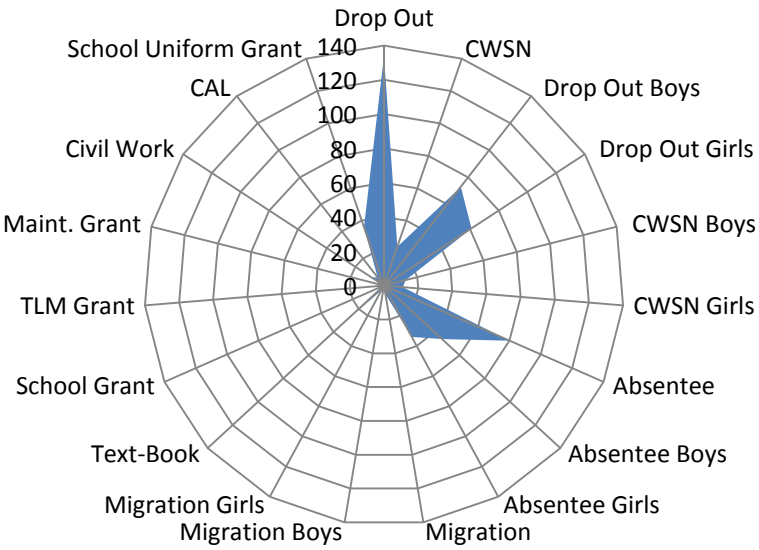 Drop Out
School Uniform Grant
140
CWSN
CAL
120
Drop Out Boys
100
Civil Work
80
Drop Out Girls
60
Maint. Grant
40
CWSN Boys
20
0
TLM Grant
CWSN Girls
School Grant
Absentee
Text-Book
Absentee Boys
Migration Girls
Absentee Girls
Migration Boys
Migration